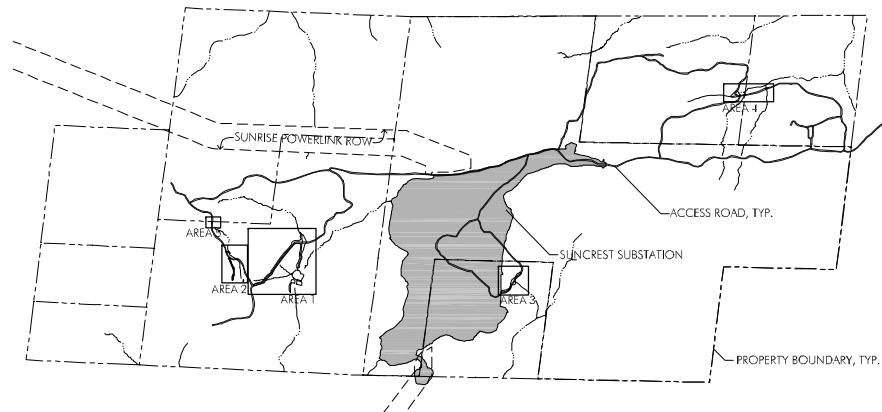 AREA 4
SUNRISE POWERLINK ROW
ACCESS ROAD, TYP.
AREA
SUNCREST SUBSTATION
AREA 2
AREA 1
AREA 3
PROPERTY BOUNDARY, TYP.